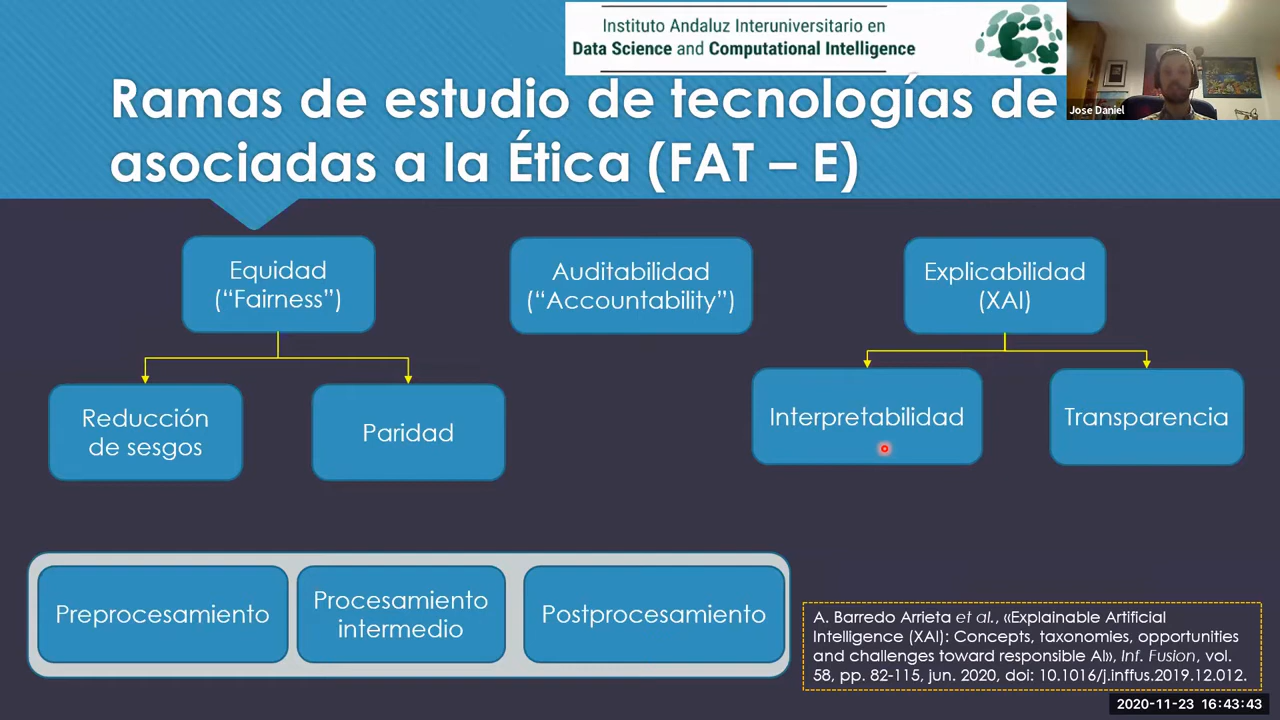 Instituto Andaluz Interuniversitario en
Data Science and Computational Intelligence
Jose Daniel
Ramas de estudio de tecnologías de
asociadas a la Ética (FAT – E)
Equidad
(“Fairness”)
Auditabilidad
(“Accountability”)
Explicabilidad
(XAI)
Reducción
de sesgos
Paridad
Interpretabilidad
Transparencia
Preprocesamiento
Procesamiento
intermedio
Postprocesamiento
A. Barredo Arrieta et al., «Explainable Artificial
Intelligence (XAI): Concepts, taxonomies, opportunities
and challenges toward responsible AI», Inf. Fusion, vol.
58, pp. 82-115, jun. 2020, doi: 10.1016/j.inffus.2019.12.012.
2020-11-23 16:43:43